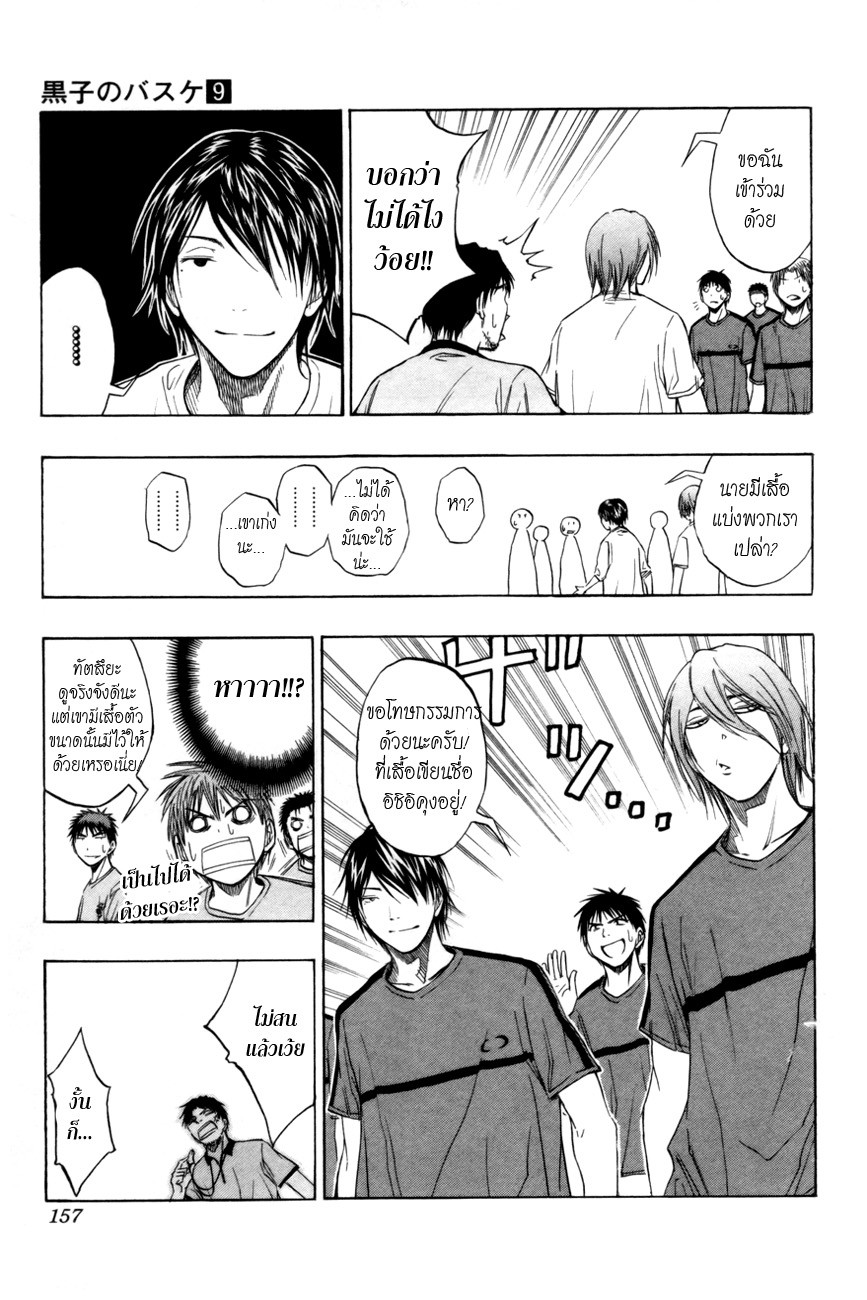 黒子のバスケ 9
ขอฉัน
เข้าร่วม
ด้วย
บอกว่า
ไม่ได้ไง
ว้อย!!
......
นายมีเสื้อ
แบ่งพวกเรา
เปล่า?
หา?
...ไม่ได้
คิดว่า
มันจะใช้
น่ะ...
......
...เขาเก่ง
นะ...
......
ขอโทษกรรมการ
ด้วยนะครับ!
ที่เสื้อเขียนชื่อ
อิชิอิคุงอยู่!
หาาาา!!!?
ทัตสึยะ
ดูจริงจังดีนะ
แต่เขามีเสื้อตัว
ขนาดนั้นมีไว้ให้
ด้วยเหรอเนี่ย!
เป็นไปได้
ด้วยเรอะ!?
ไม่สน
แล้วเว้ย
งั้น
ก็...
157